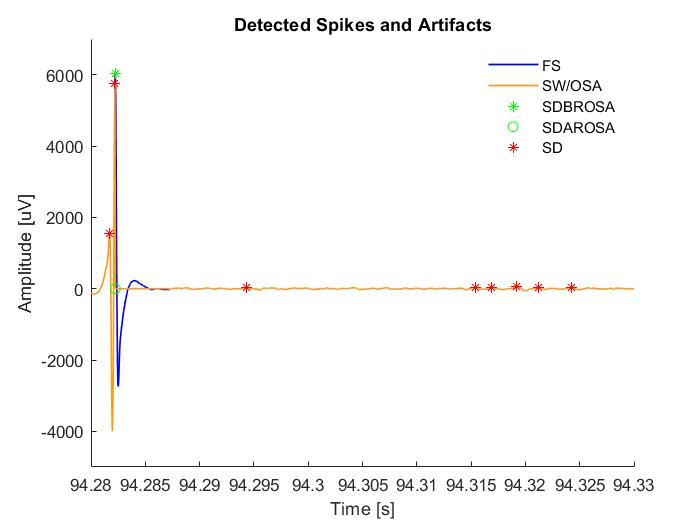 Detected Spikes and Artifacts
FS
SW/OSA
SDBROSA
SDAROSA
SD
Amplitude [uV]
6000
4000
2000
0
-2000
-4000
94.28 94.285 94.29 94.295 94.3 94.305 94.31 94.315 94.32 94.325 94.33
Time [s]